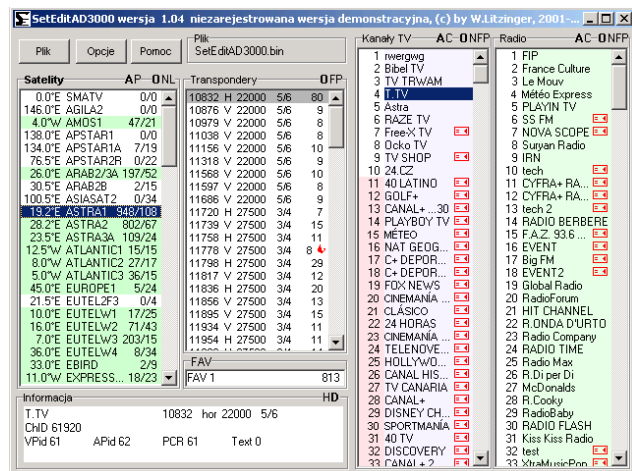 SetEditAD3000 wersja 1.04 niezarejestrowana wersja demonstracyjna, (c) by W.Litzinger, 2001-...
Plik
Opcje
Pomoc
Plik
SetEditAD3000.bin
Satelity AP ONL
0.0°E SMATV 0/0
146.0°E AGILA2 0/0
4.0°W AMOS1 47/21
138.0°E APSTAR1 0/0
134.0°E APSTAR1A 7/19
76.5°E APSTAR2R 0/22
26.0°E ARAB2/3A 197/52
30.5°E ARAB2B 2/15
100.5°E ASIASAT2 0/34
19.2°E ASTRA1 948/108
28.2°E ASTRA2 802/67
23.5°E ASTRA3A 109/24
12.5°W ATLANTIC1 15/15
8.0°W ATLANTIC2 27/17
5.0°W ATLANTIC3 36/15
45.0°E EUROPE1 5/24
21.5°E EUTEL2F3 0/4
10.0°E EUTELW1 17/25
16.0°E EUTELW2 71/43
7.0°E EUTELW3 203/15
36.0°E EUTELW4 8/34
33.0°E EBIRD 2/9
11.0°W EXPRESS... 18/23
Transpondery OFP
10832 H 22000 5/6 80
10876 V 22000 5/6 9
10979 V 22000 5/6 8
11038 V 22000 5/6 8
11156 V 22000 5/6 10
11318 V 22000 5/6 9
11568 V 22000 5/6 10
11597 V 22000 5/6 8
11686 V 22000 5/6 9
11720 H 27500 3/4 7
11739 V 27500 3/4 15
11758 H 27500 3/4 11
11778 V 27500 3/4 8
11798 H 27500 3/4 29
11817 V 27500 3/4 12
11836 H 27500 3/4 20
11856 V 27500 3/4 13
11895 V 27500 3/4 15
11934 V 27500 3/4 11
11954 H 27500 3/4 11
FAV
FAV 1 813
Informacja HD
T.TV 10832 hor 22000 5/6
ChID 61920
VPid 61 APid 62 PCR 61 Text 0
Kanały TV AC ONFP
1 rwergwg
2 Bibel TV
3 TV TRWAM
4 T.TV
5 Astra
6 RAZE TV
7 Free-X TV
8 Ocko TV
9 TV SHOP
10 24.CZ
11 40 LATINO
12 GOLF+
13 CANAL+ ...30
14 PLAYBOY TV
15 MÉTEO
16 NAT GEOG...
17 C+ DEPOR...
18 C+ DEPOR...
19 FOX NEWS
20 CINEMANÍA ...
21 CLÁSICO
22 24 HORAS
23 CINEMANÍA ...
24 TELENOVE...
25 HOLLYWO...
26 CANAL HIS...
27 TV CANARIA
28 CANAL+
29 DISNEY CH...
30 SPORTMANÍA
31 40 TV
32 DISCOVERY
33 CANAL+ 2
Radio AC ONFP
1 FIP
2 France Culture
3 Le Mouv
4 Météo Express
5 PLAYIN TV
6 SS FM
7 NOVA SCOPE
8 Suryan Radio
9 IRN
10 tech
11 CYFRA+ RA...
12 CYFRA+ RA...
13 tech 2
14 RADIO BERBERE
15 F.A.Z. 93.6 ...
16 EVENT
17 Big FM
18 EVENT2
19 Global Radio
20 RadioForum
21 HIT CHANNEL
22 R.ONDA D'URTO
23 Radio Company
24 RADIO TIME
25 Radio Max
26 R.Di per Di
27 McDonalds
28 R.Cooky
29 RadioBaby
30 RADIO FLASH
31 Kiss Kiss Radio
32 test
33 XtraMusicPop